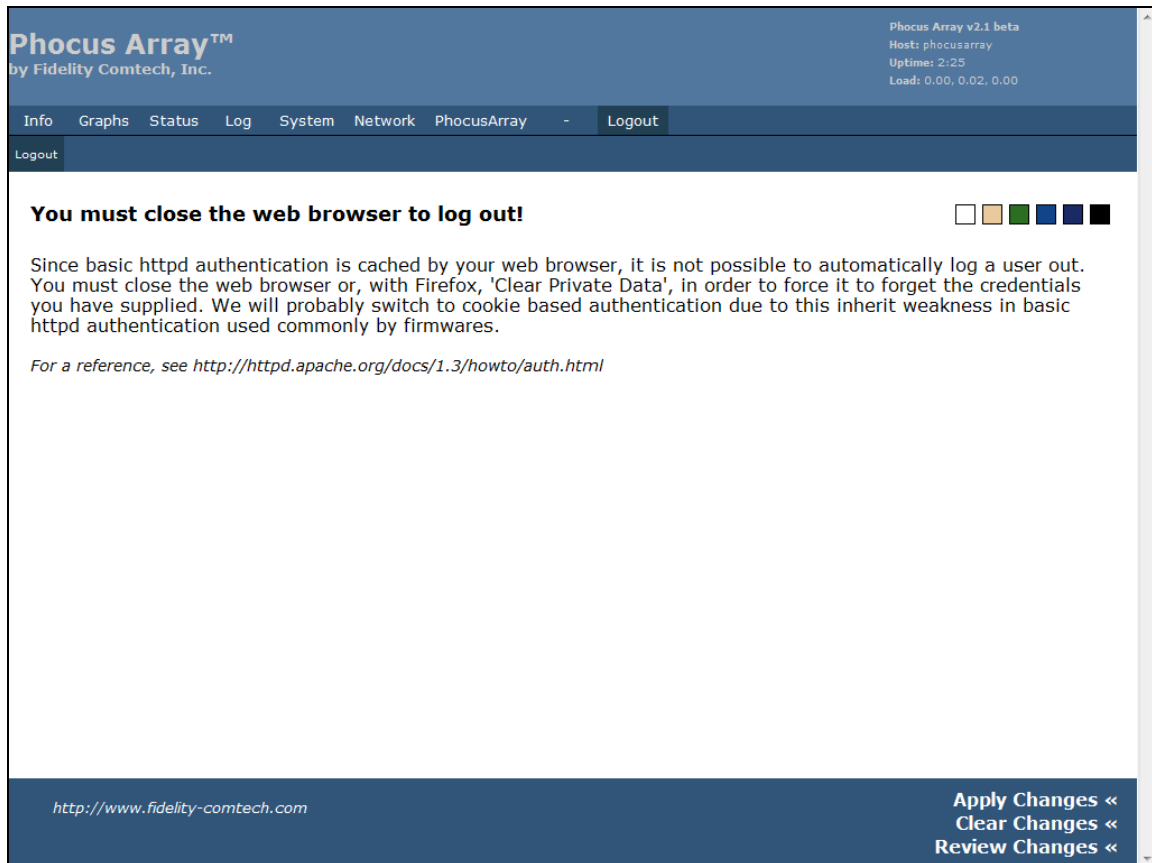 Phocus Array™
by Fidelity Comtech, Inc.
Phocus Array v2.1 beta
Host: phocusarray
Uptime: 2:25
Load: 0.00, 0.02, 0.00
Info Graphs Status Log System Network PhocusArray - Logout
Logout
You must close the web browser to log out!
Since basic httpd authentication is cached by your web browser, it is not possible to automatically log a user out.
You must close the web browser or, with Firefox, 'Clear Private Data', in order to force it to forget the credentials
you have supplied. We will probably switch to cookie based authentication due to this inherit weakness in basic
httpd authentication used commonly by firmwares.
For a reference, see http://httpd.apache.org/docs/1.3/howto/auth.html
http://www.fidelity-comtech.com
Apply Changes «
Clear Changes «
Review Changes «